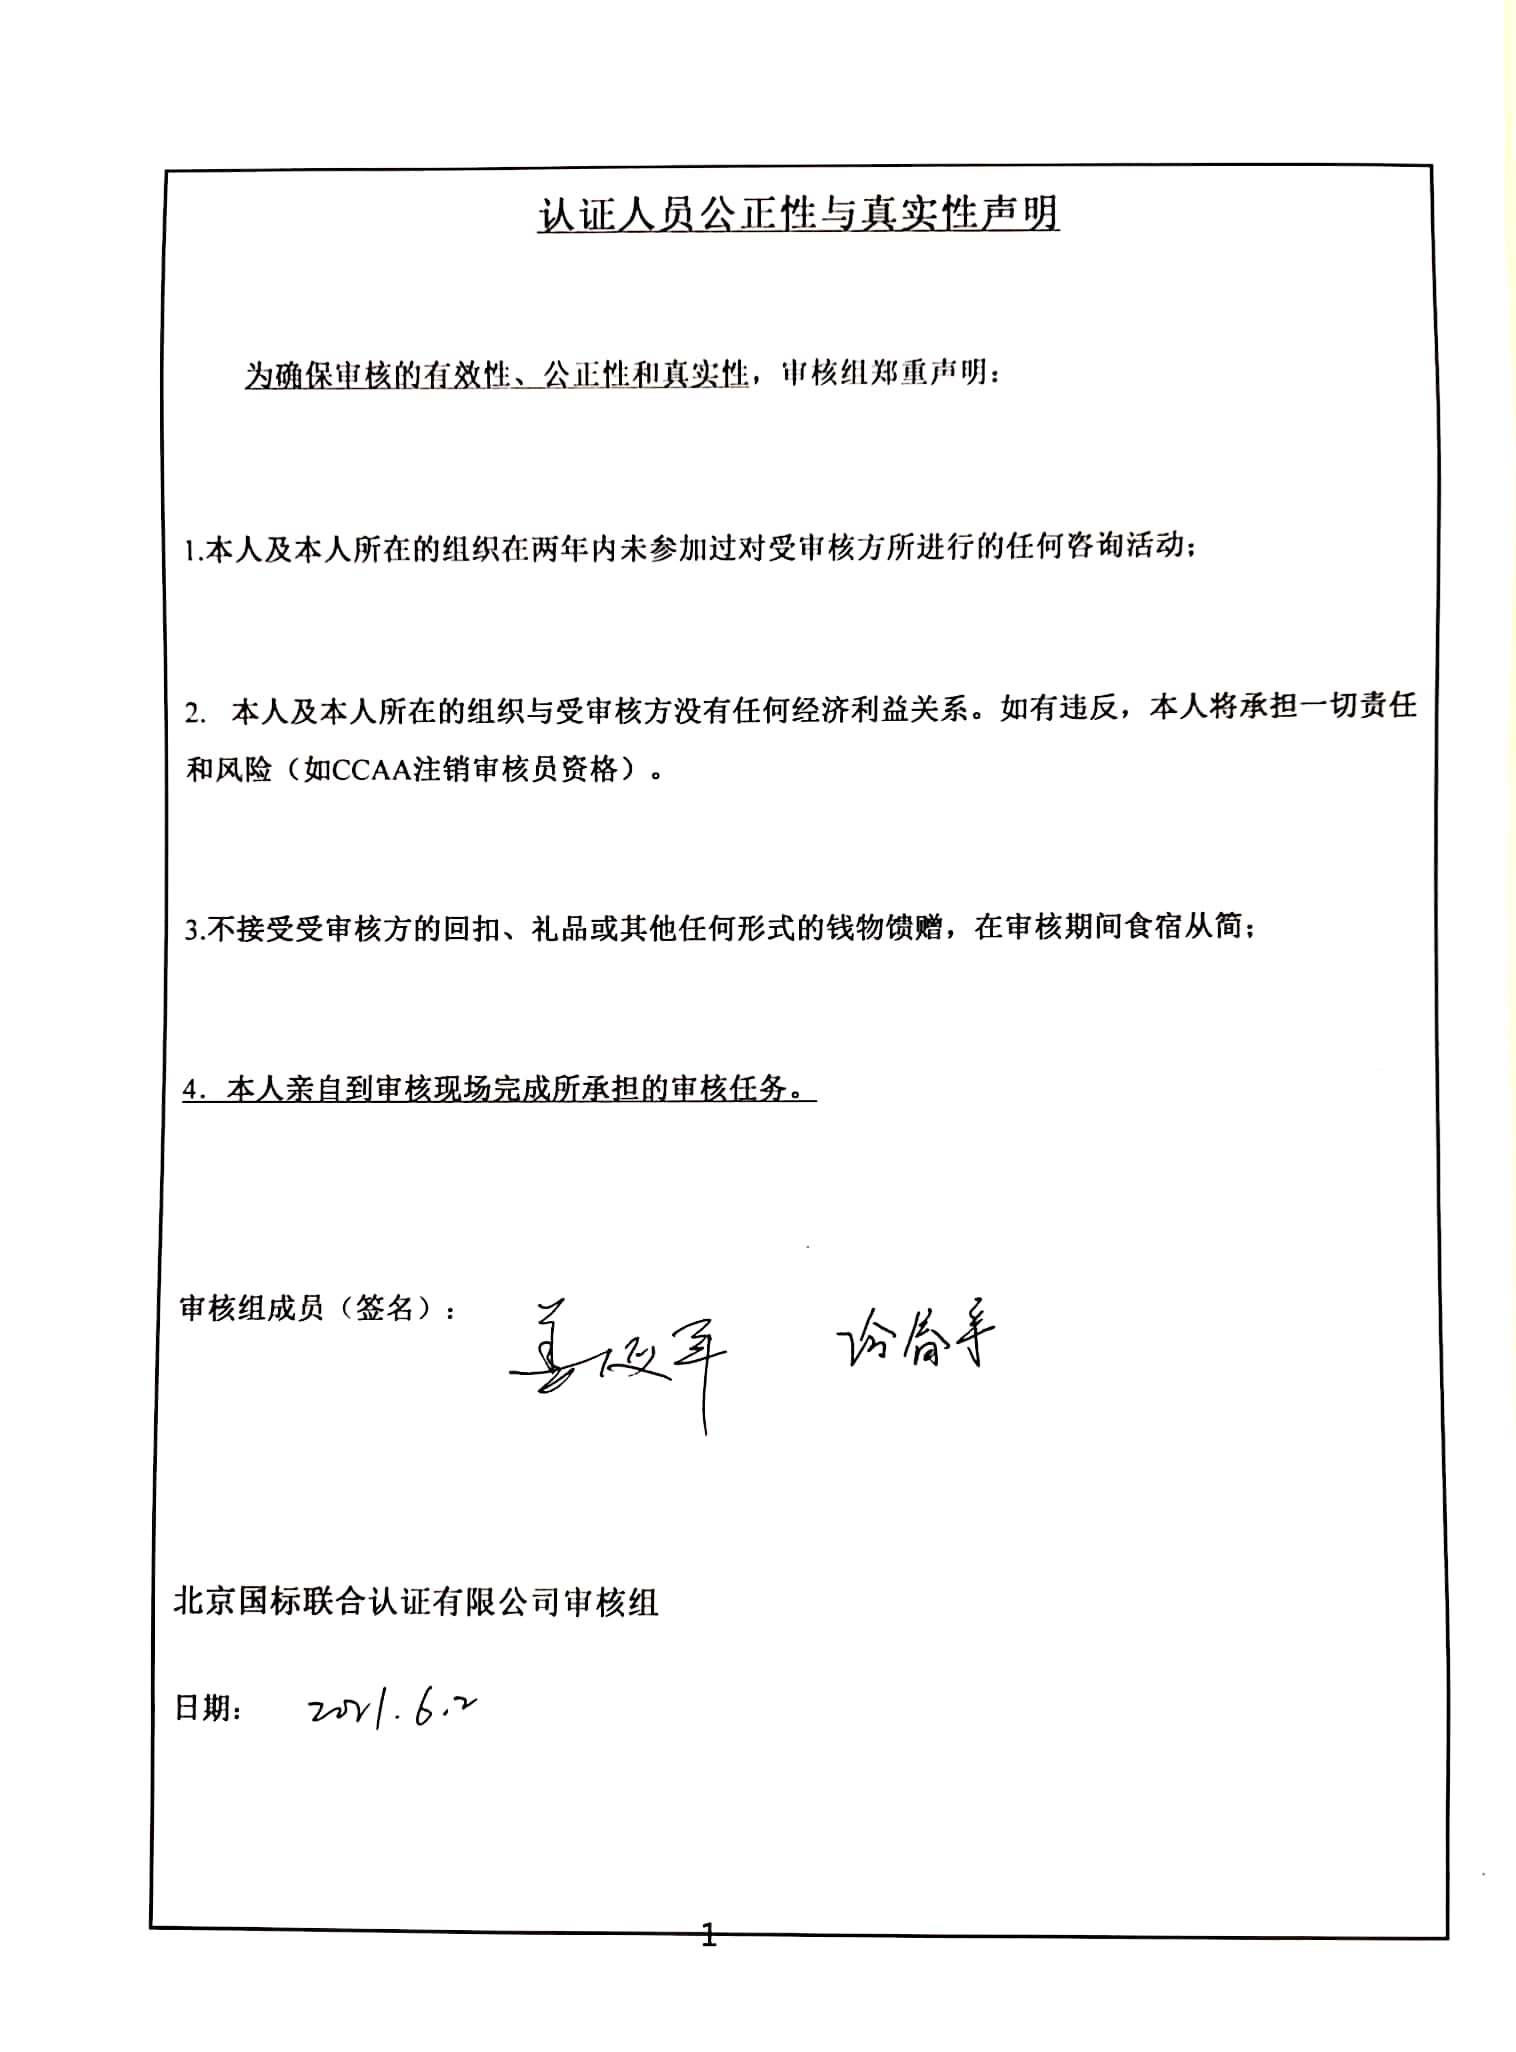 认证人员公正性与真实性声明
为确保审核的有效性、公正性和真实性，审核组郑重声明：
1.本人及本人所在的组织在两年内未参加过对受审核方所进行的任何咨询活动；
2. 本人及本人所在的组织与受审核方没有任何经济利益关系。如有违反，本人将承担一切责任
和风险（如CCAA注销审核员资格）。
3.不接受受审核方的回扣、礼品或其他任何形式的钱物馈赠，在审核期间食宿从简；
4. 本人亲自到审核现场完成所承担的审核任务。
审核组成员（签名）：
北京国标联合认证有限公司审核组
日期： 2021.6.2
1